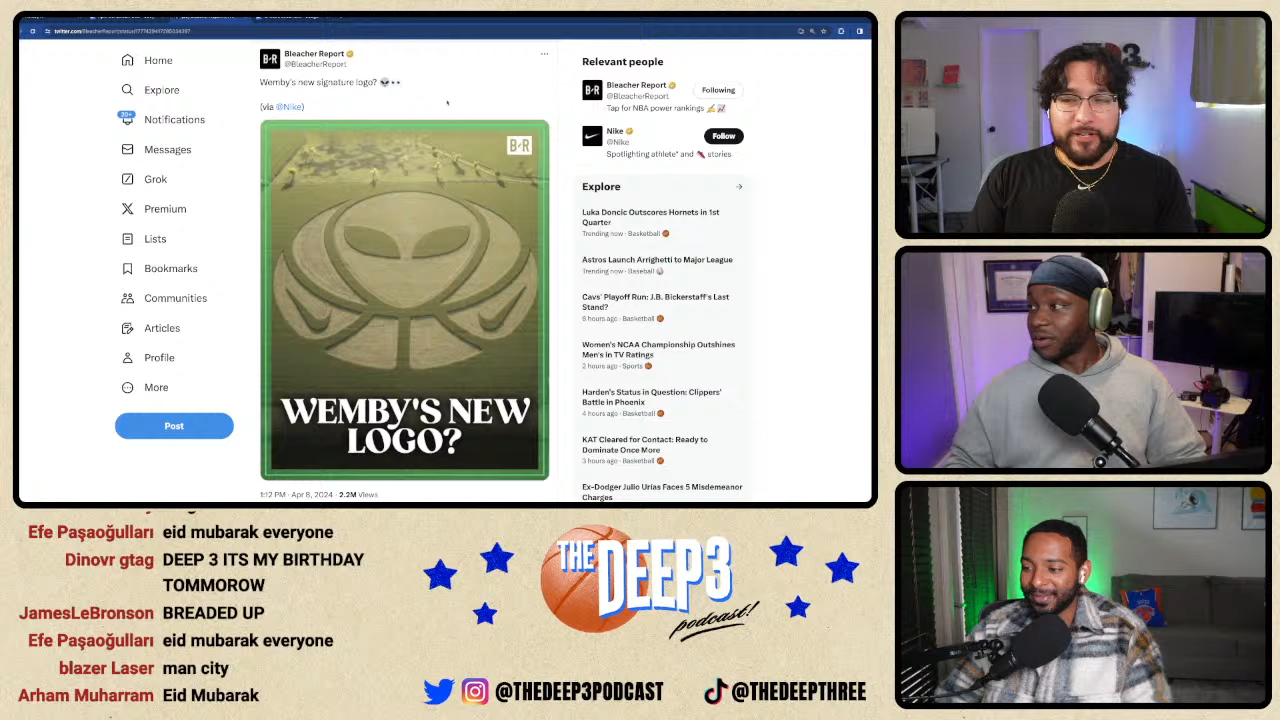 twitter.com/BleacherReport/status/1777429417285034397
Home
Explore
20+
Notifications
Messages
Grok
Premium
Lists
Bookmarks
Communities
Articles
Profile
More
Post
B/R
Bleacher Report
@BleacherReport
Wemby's new signature logo?
(via @Nike)
B/R
WEMBY'S NEW
LOGO?
1:12 PM · Apr 8, 2024 · 2.2M Views
Relevant people
B/R
Bleacher Report
Following
@BleacherReport
Tap for NBA power rankings
Nike
Follow
@Nike
Spotlighting athlete* and stories
Explore
Luka Doncic Outscores Hornets in 1st
Quarter
Trending now · Basketball
Astros Launch Arrighetti to Major League
Trending now · Baseball
Cavs' Playoff Run: J.B. Bickerstaff's Last
Stand?
6 hours ago · Basketball
Women's NCAA Championship Outshines
Men's in TV Ratings
2 hours ago · Sports
Harden's Status in Question: Clippers'
Battle in Phoenix
4 hours ago · Basketball
KAT Cleared for Contact: Ready to
Dominate Once More
3 hours ago · Basketball
Ex-Dodger Julio Urías Faces 5 Misdemeanor
Charges
Efe Paşaoğulları eid mubarak everyone
Dinovr gtag DEEP 3 ITS MY BIRTHDAY
TOMMOROW
JamesLeBronson BREADED UP
Efe Paşaoğulları eid mubarak everyone
blazer Laser man city
Arham Muharram Eid Mubarak
THE
DEEP3
podcast!
@THEDEEP3PODCAST
@THEDEEPTHREE